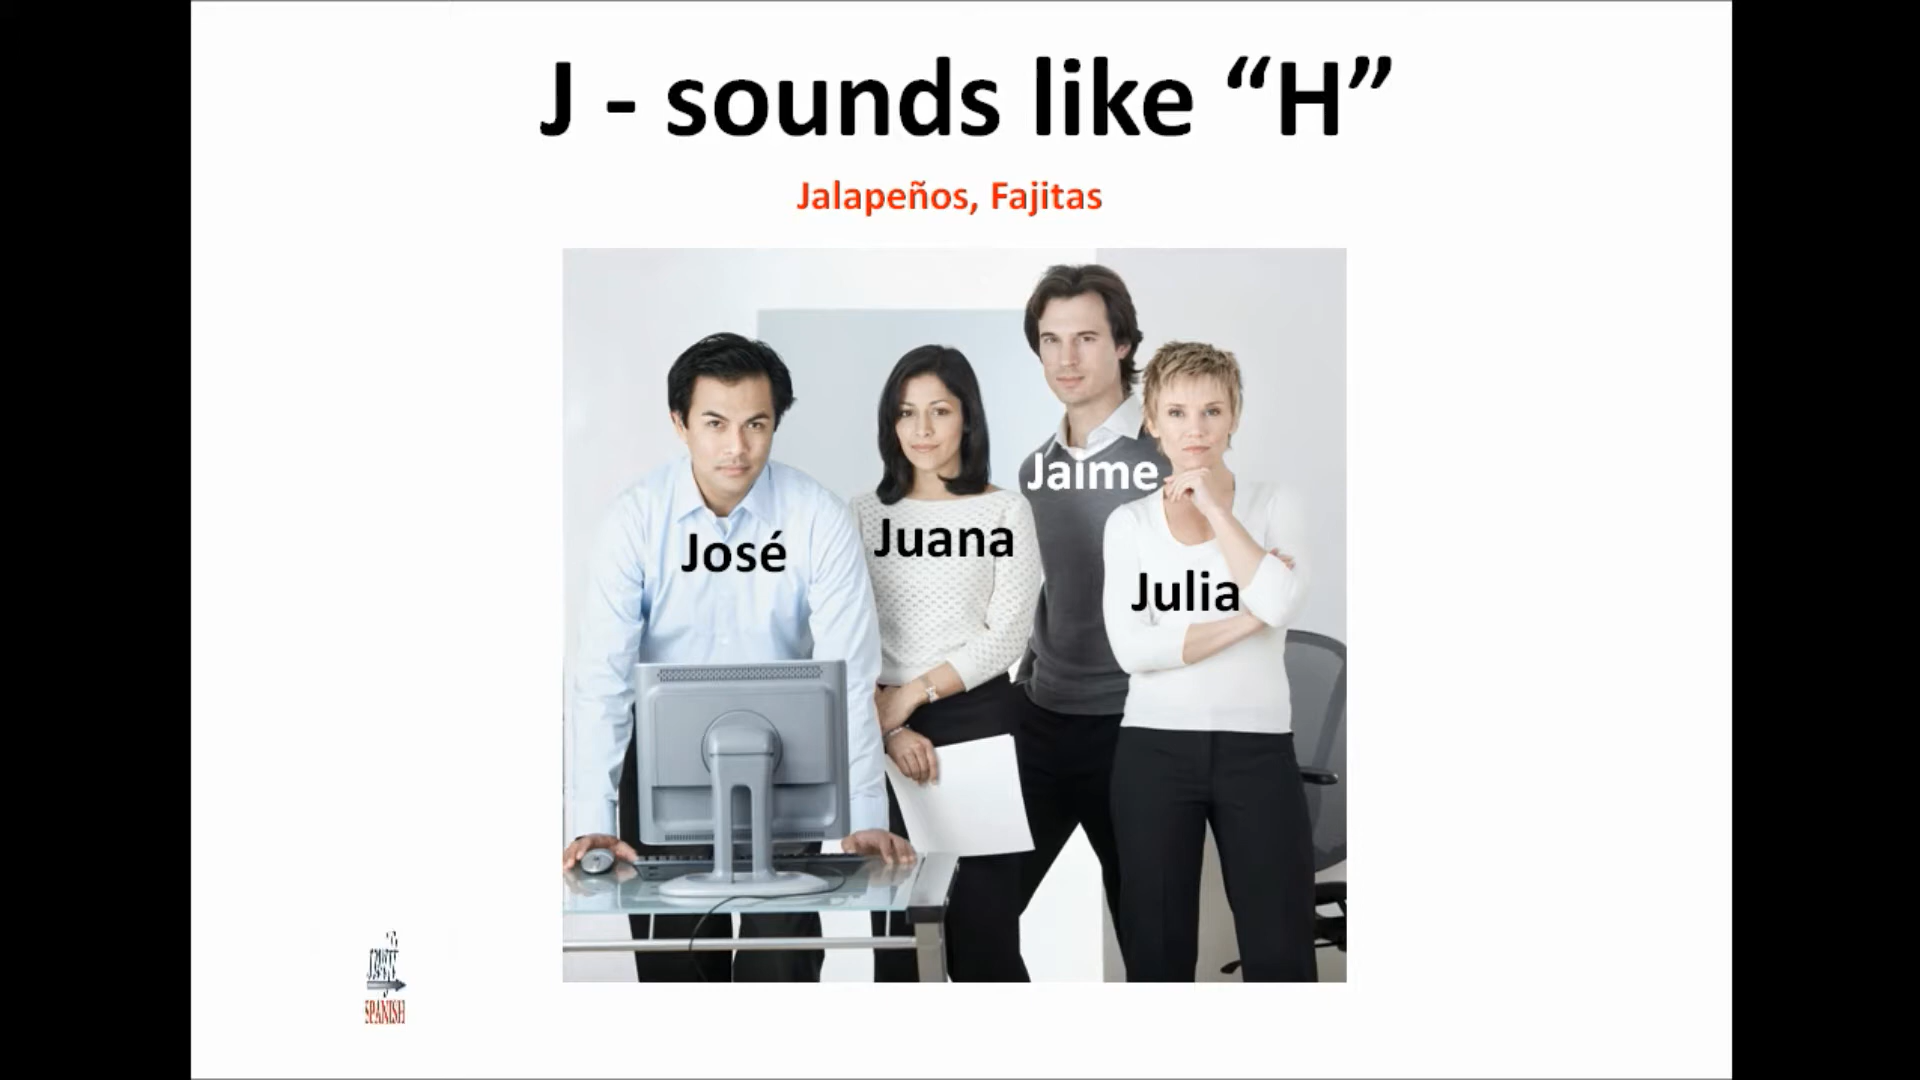 J - sounds like “H”
Jalapeños, Fajitas
Jaime
José
Juana
Julia
SPANISH